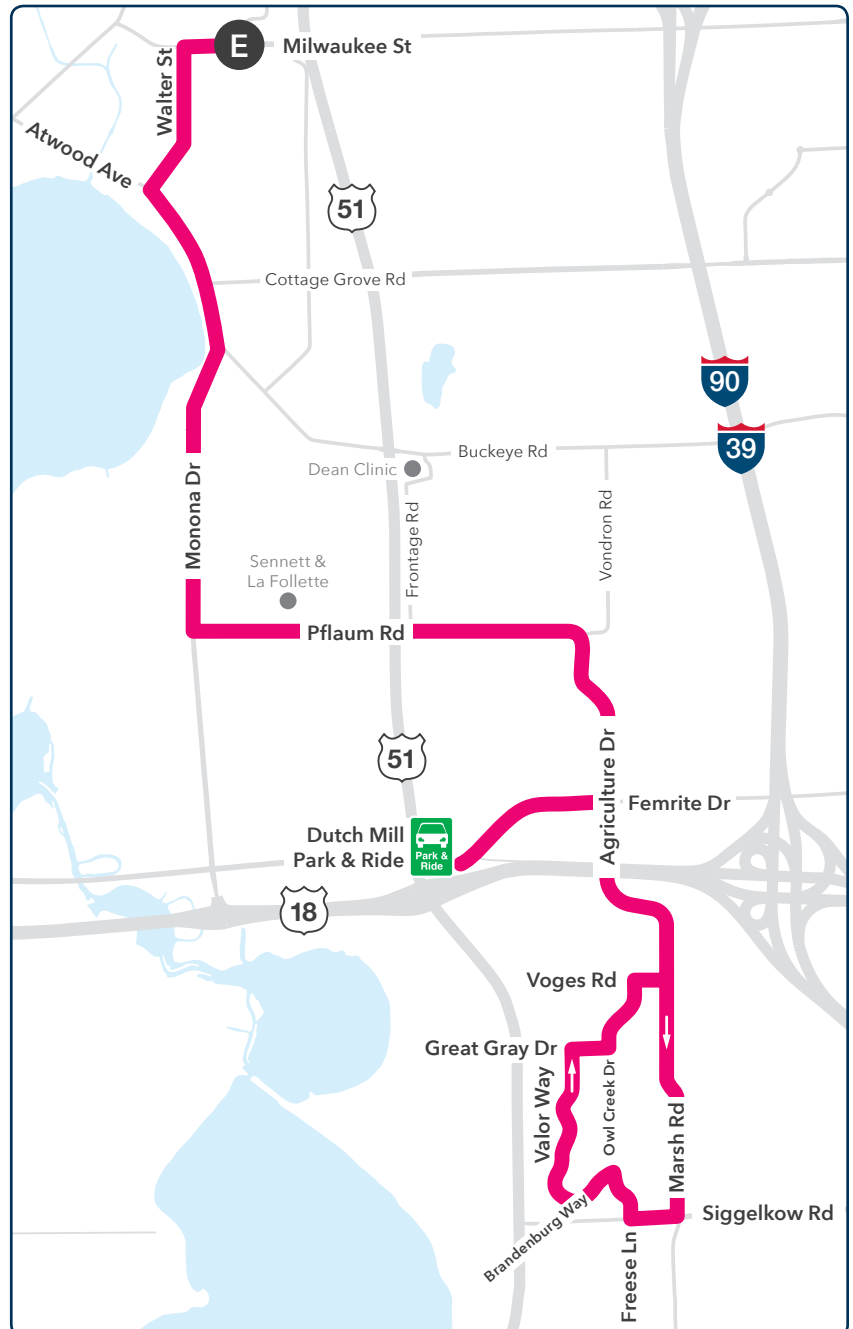 E
Milwaukee St
Walter St
Atwood Ave
51
Cottage Grove Rd
90
39
Buckeye Rd
Dean Clinic
Monona Dr
Frontage Rd
Vondron Rd
Sennett &
La Follette
Pflaum Rd
51
Agriculture Dr
Femrite Dr
Dutch Mill
Park & Ride
Park &
Ride
18
Voges Rd
Great Gray Dr
Valor Way
Owl Creek Dr
Marsh Rd
Siggelkow Rd
Brandenburg Way
Freese Ln